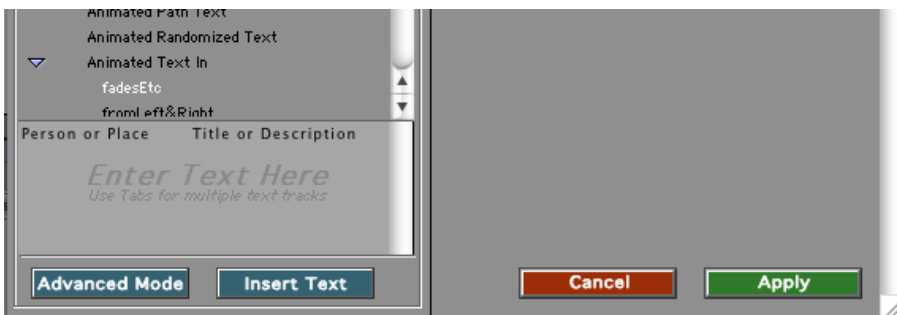 Animated Path Text
Animated Randomized Text
Animated Text In
fadesEtc
fromLeft&Right
Person or Place Title or Description
Enter Text Here
Use Tabs for multiple text tracks
Advanced Mode Insert Text Cancel Apply